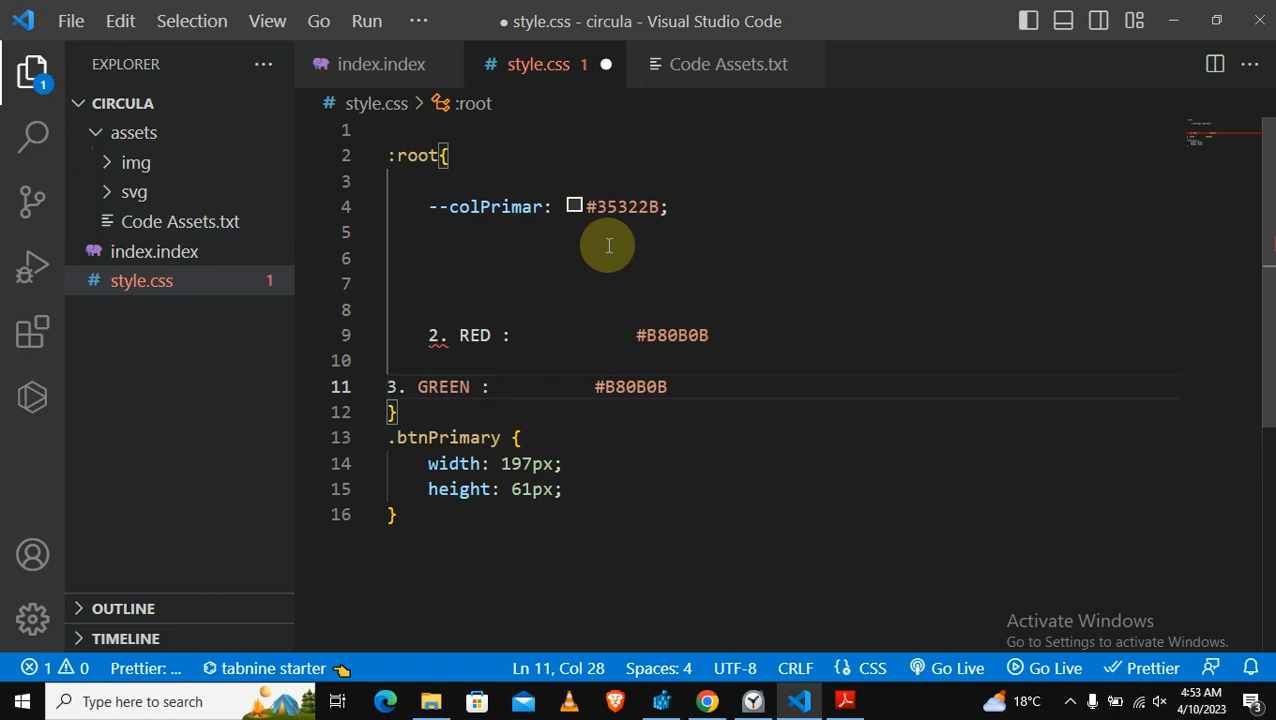 File Edit Selection View Go Run ··· ● style.css - circula - Visual Studio Code
EXPLORER ···
index.index
# style.css 1 ●
Code Assets.txt
1
CIRCULA
assets
img
svg
Code Assets.txt
index.index
# style.css 1
# style.css > :root
1
2 :root{
3
4 --colPrimar: #35322B;
5
6
7
8
9 2. RED : #B80B0B
10
11 3. GREEN : #B80B0B
12 }
13 .btnPrimary {
14 width: 197px;
15 height: 61px;
16 }
OUTLINE
TIMELINE
Activate Windows
Go to Settings to activate Windows.
1 0 Prettier: ... tabnine starter Ln 11, Col 28 Spaces: 4 UTF-8 CRLF {} CSS Go Live Go Live Prettier
Type here to search
18°C
4:53 AM
4/10/2023
3